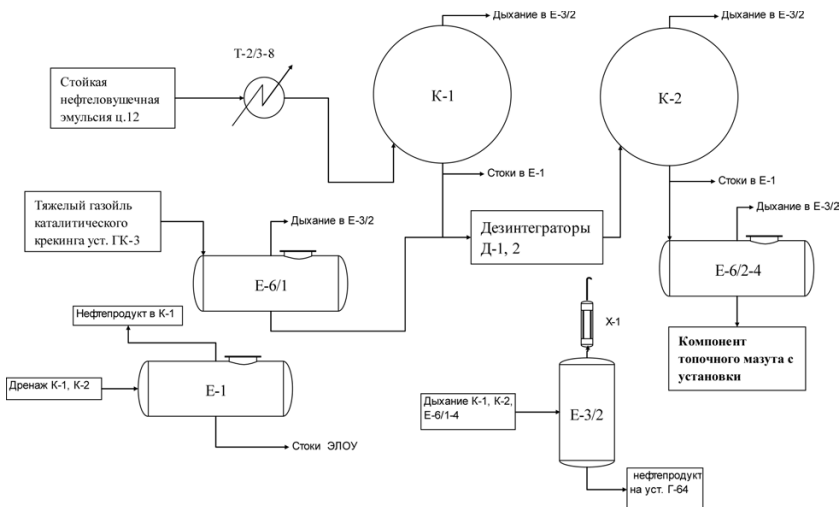 Дыхание в Е-3/2
Дыхание в Е-3/2
Т-2/3-8
Стойкая
нефтеловушечная
эмульсия ц.12
К-1
К-2
Стоки в Е-1
Стоки в Е-1
Тяжелый газойль
каталитического
крекинга уст. ГК-3
Дыхание в Е-3/2
Дыхание в Е-3/2
Дезинтеграторы
Д-1, 2
Е-6/1
Е-6/2-4
Нефтепродукт в К-1
Х-1
Компонент
топочного мазута с
установки
Дренаж К-1, К-2
Е-1
Дыхание К-1, К-2,
Е-6/1-4
Е-3/2
Стоки ЭЛОУ
нефтепродукт
на уст. Г-64